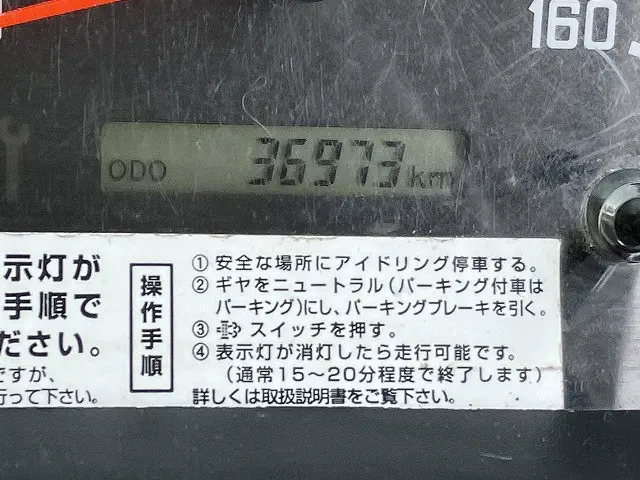 160
ODO 36973 km
示灯が
手順で
ださい。
ですが、
行って下さい。
操作手順
① 安全な場所にアイドリング停車する。
② ギヤをニュートラル(パーキング付車は
パーキング)にし、パーキングブレーキを引く。
③ スイッチを押す。
④ 表示灯が消灯したら走行可能です。
(通常15〜20分程度で終了します)
詳しくは取扱説明書をご覧下さい。